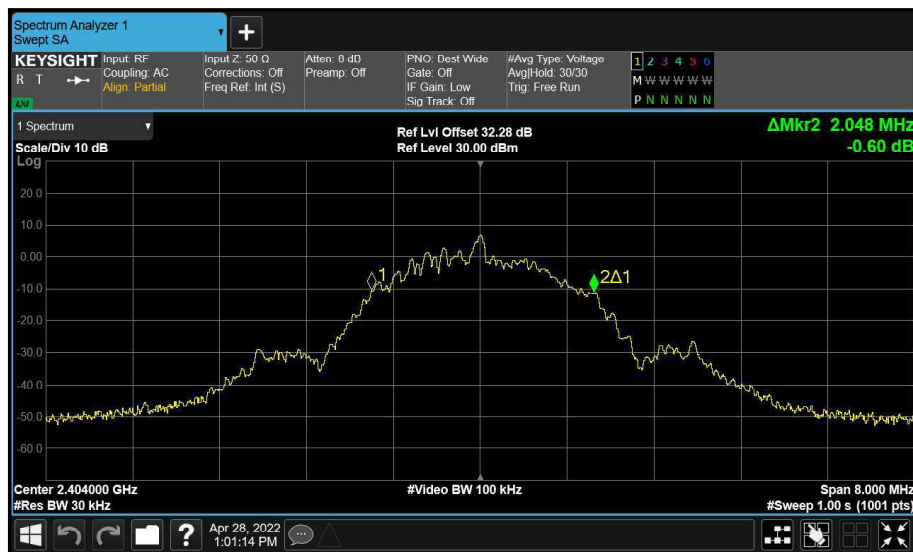 Spectrum Analyzer 1
Swept SA
KEYSIGHT
R T
LXI
Input: RF
Coupling: AC
Align: Partial
Input Z: 50 Ω
Corrections: Off
Freq Ref: Int (S)
Atten: 0 dB
Preamp: Off
PNO: Best Wide
Gate: Off
IF Gain: Low
Sig Track: Off
#Avg Type: Voltage
Avg|Hold: 30/30
Trig: Free Run
1 2 3 4 5 6
M W W W W W
P N N N N N
1 Spectrum
Scale/Div 10 dB
Ref Lvl Offset 32.28 dB
Ref Level 30.00 dBm
ΔMkr2 2.048 MHz
-0.60 dB
Log
20.0
10.0
0.00
-10.0
-20.0
-30.0
-40.0
-50.0
-60.0
1
2Δ1
Center 2.404000 GHz
#Res BW 30 kHz
#Video BW 100 kHz
Span 8.000 MHz
#Sweep 1.00 s (1001 pts)
?
Apr 28, 2022
1:01:14 PM